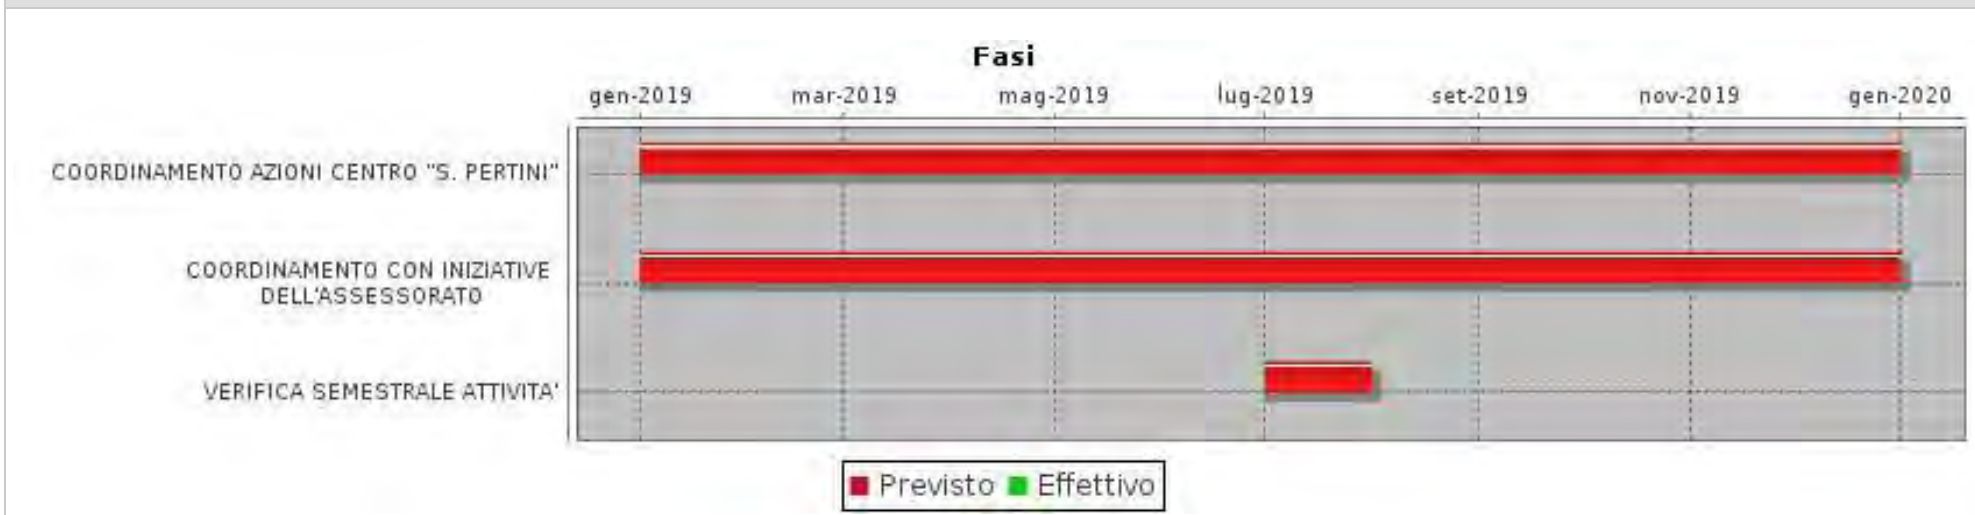 Fasi
gen-2019 mar-2019 mag-2019 lug-2019 set-2019 nov-2019 gen-2020
COORDINAMENTO AZIONI CENTRO "S. PERTINI"
COORDINAMENTO CON INIZIATIVE
DELL'ASSESSORATO
VERIFICA SEMESTRALE ATTIVITA'
Previsto Effettivo